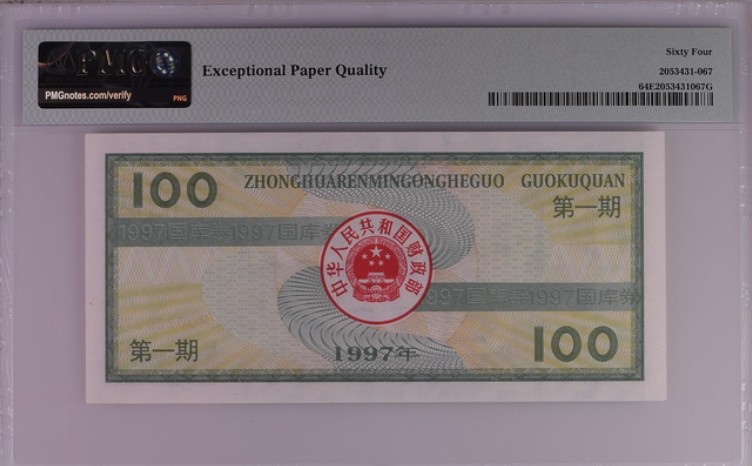 PMG
PMGnotes.com/verify
PNG
Exceptional Paper Quality
Sixty Four
2053431-067
64E2053431067G
100
ZHONGHUARENMINGONGHEGUO GUOKUQUAN
第一期
1997国库券1997国库券
中华人民共和国财政部
1997国库券1997国库券
第一期
1997年
100